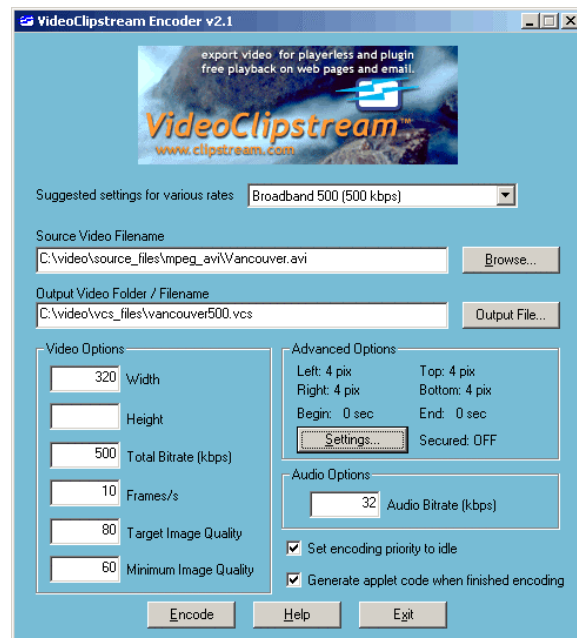 VideoClipstream Encoder v2.1
export video for playerless and plugin
free playback on web pages and email.
VideoClipstream™
www.clipstream.com
Suggested settings for various rates Broadband 500 (500 kbps)
Source Video Filename
C:\video\source_files\mpeg_avi\Vancouver.avi Browse...
Output Video Folder / Filename
C:\video\vcs_files\vancouver500.vcs Output File...
Video Options
320 Width
Height
500 Total Bitrate (kbps)
10 Frames/s
80 Target Image Quality
60 Minimum Image Quality
Advanced Options
Left: 4 pix Top: 4 pix
Right: 4 pix Bottom: 4 pix
Begin: 0 sec End: 0 sec
Settings... Secured: OFF
Audio Options
32 Audio Bitrate (kbps)
Set encoding priority to idle
Generate applet code when finished encoding
Encode Help Exit